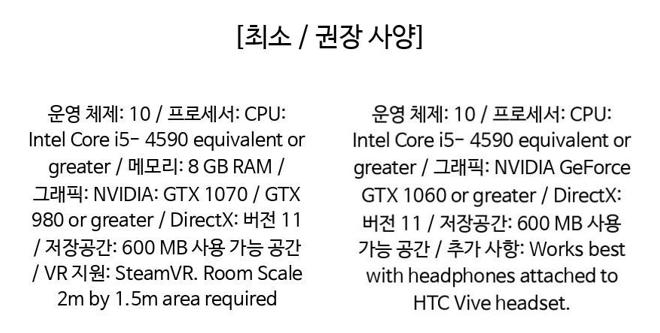 [최소 / 권장 사양]
운영 체제: 10 / 프로세서: CPU:
Intel Core i5- 4590 equivalent or
greater / 메모리: 8 GB RAM /
그래픽: NVIDIA: GTX 1070 / GTX
980 or greater / DirectX: 버전 11
/ 저장공간: 600 MB 사용 가능 공간
/ VR 지원: SteamVR. Room Scale
2m by 1.5m area required
운영 체제: 10 / 프로세서: CPU:
Intel Core i5- 4590 equivalent or
greater / 그래픽: NVIDIA GeForce
GTX 1060 or greater / DirectX:
버전 11 / 저장공간: 600 MB 사용
가능 공간 / 추가 사항: Works best
with headphones attached to
HTC Vive headset.